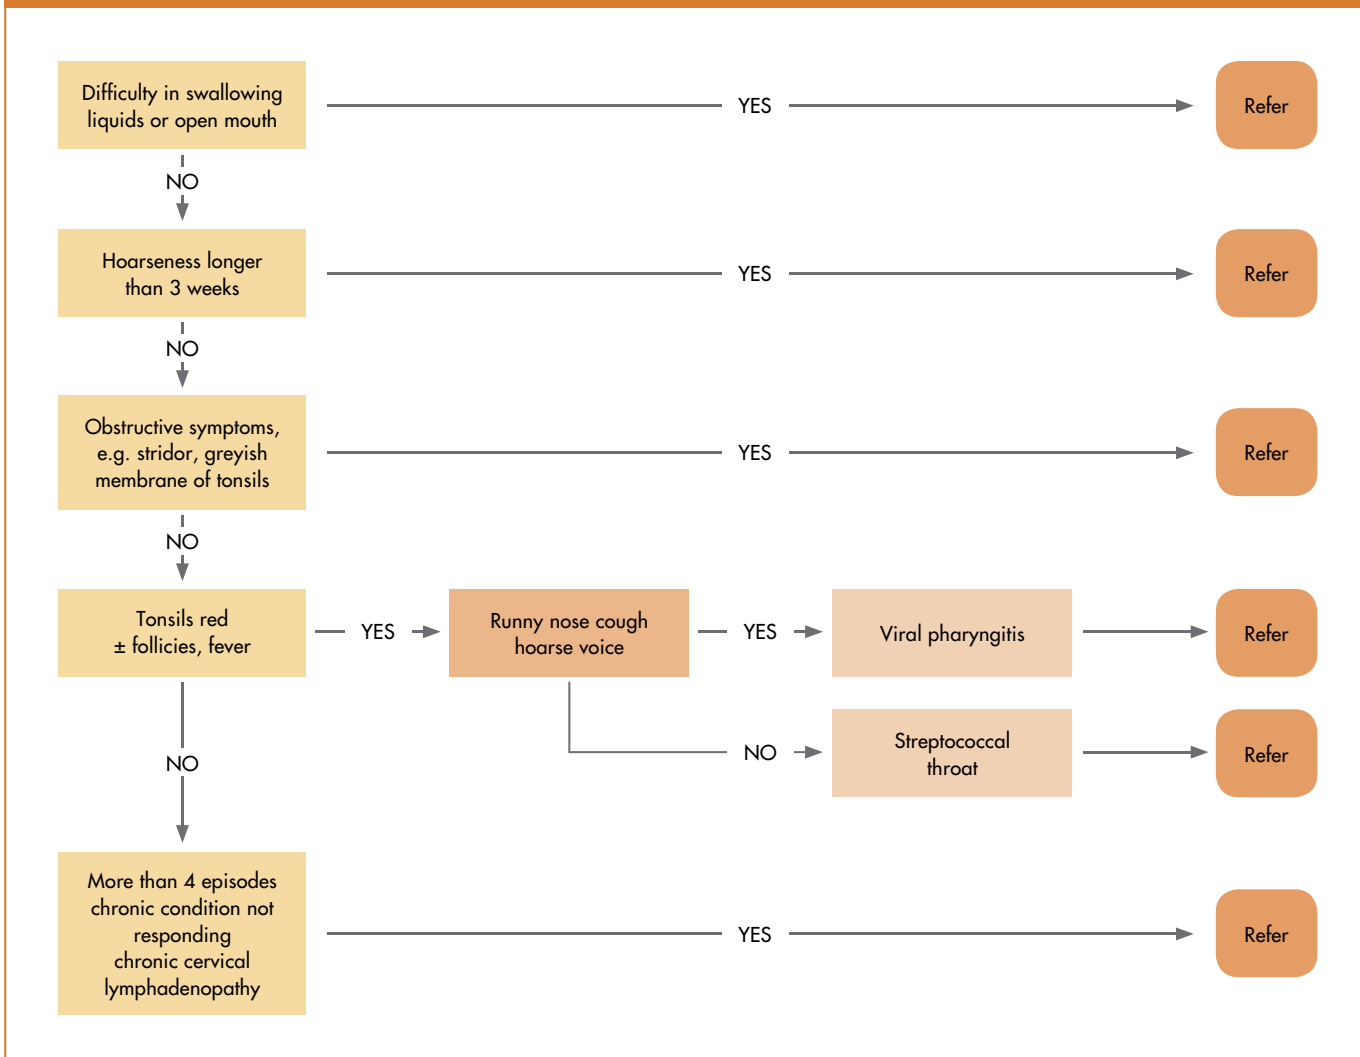 Difficulty in swallowing
liquids or open mouth
YES
Refer
NO
Hoarseness longer
than 3 weeks
YES
Refer
NO
Obstructive symptoms,
e.g. stridor, greyish
membrane of tonsils
YES
Refer
NO
Tonsils red
± follicies, fever
YES
Runny nose cough
hoarse voice
YES
Viral pharyngitis
Refer
NO
Streptococcal
throat
Refer
NO
More than 4 episodes
chronic condition not
responding
chronic cervical
lymphadenopathy
YES
Refer